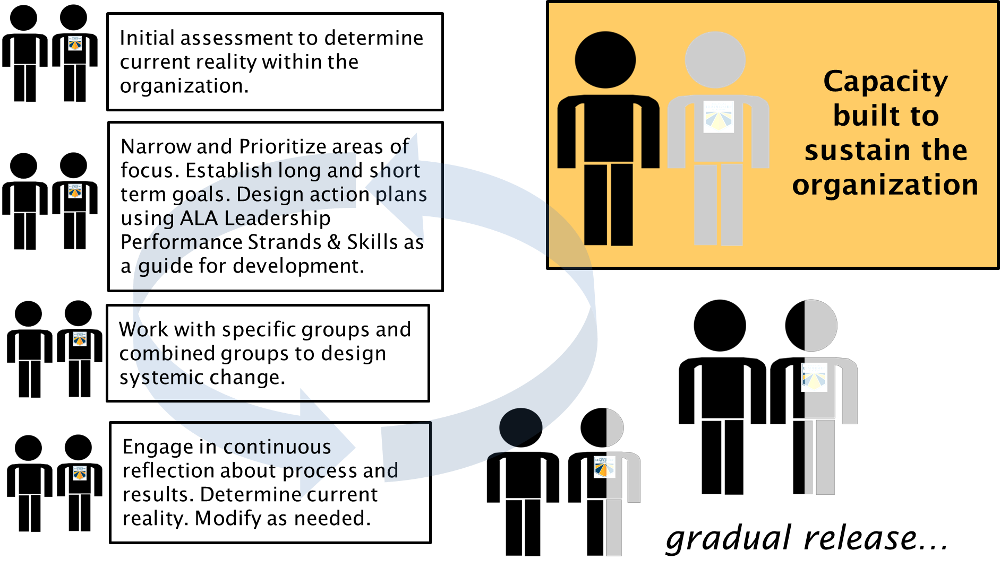 Initial assessment to determine
current reality within the
organization.
Narrow and Prioritize areas of
focus. Establish long and short
term goals. Design action plans
using ALA Leadership
Performance Strands & Skills as
a guide for development.
Work with specific groups and
combined groups to design
systemic change.
Engage in continuous
reflection about process and
results. Determine current
reality. Modify as needed.
Capacity
built to
sustain the
organization
gradual release...